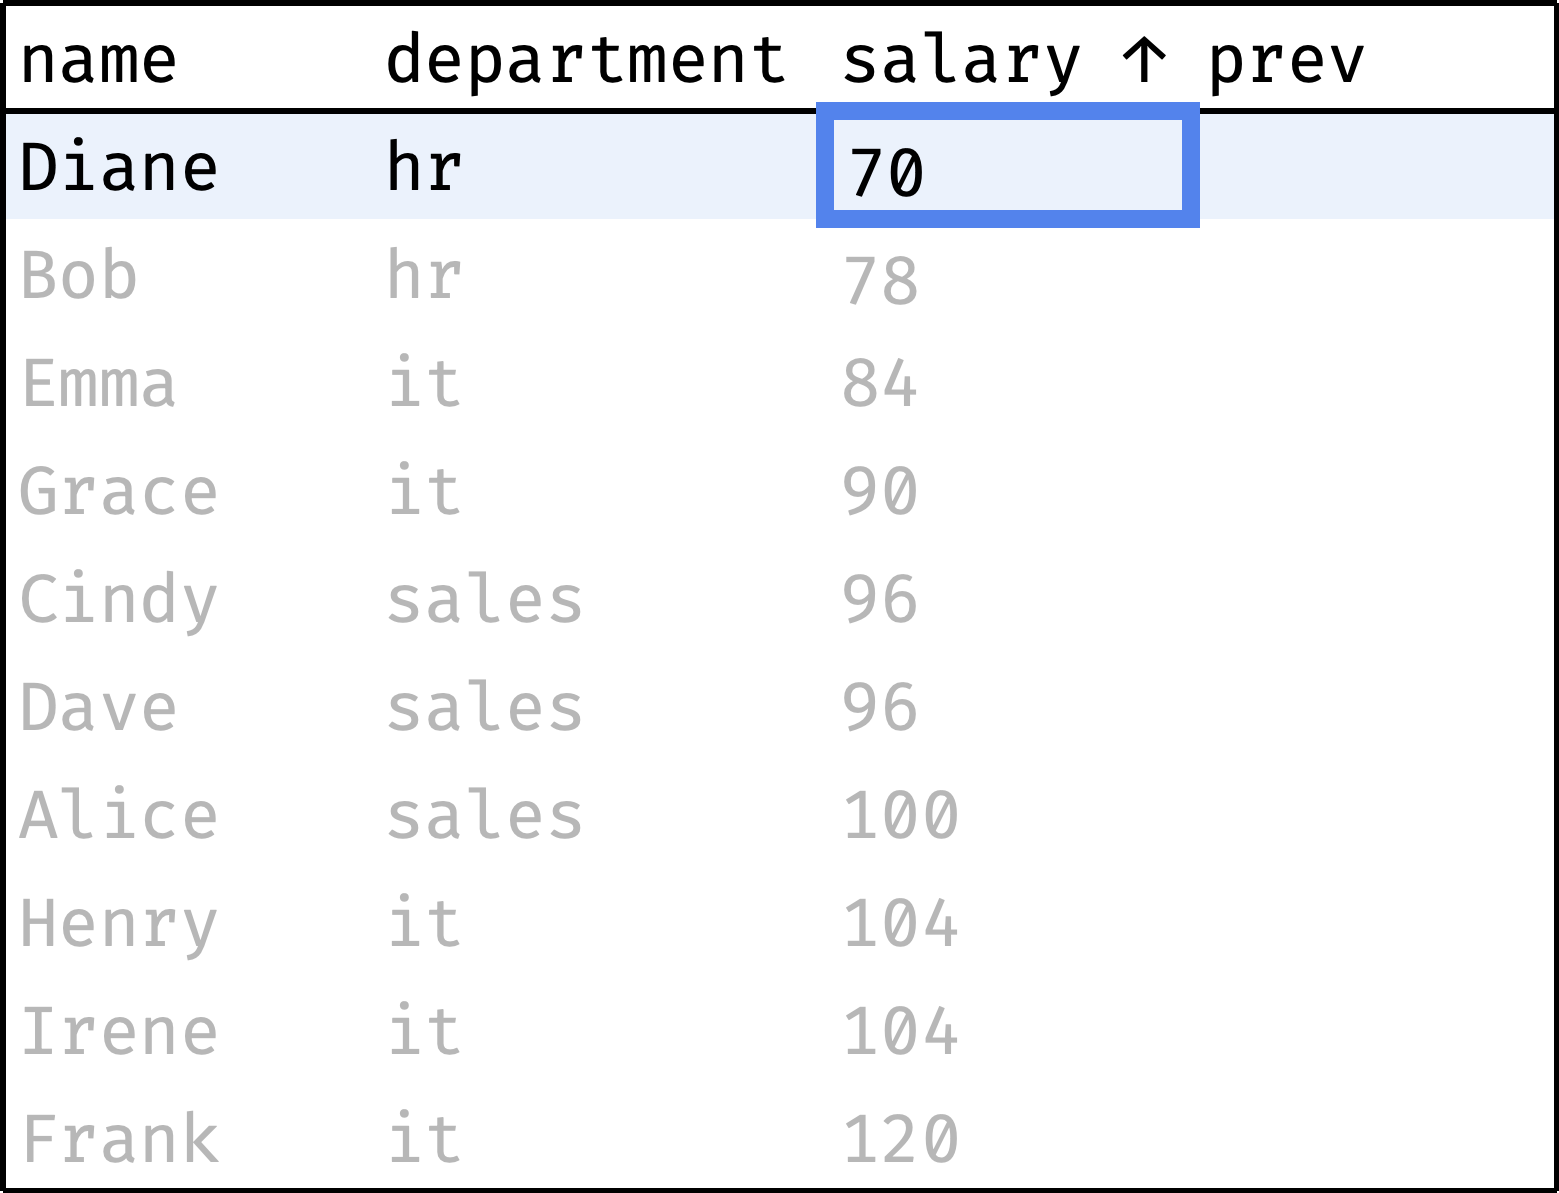 name department salary ↑ prev
Diane hr 70
Bob hr 78
Emma it 84
Grace it 90
Cindy sales 96
Dave sales 96
Alice sales 100
Henry it 104
Irene it 104
Frank it 120